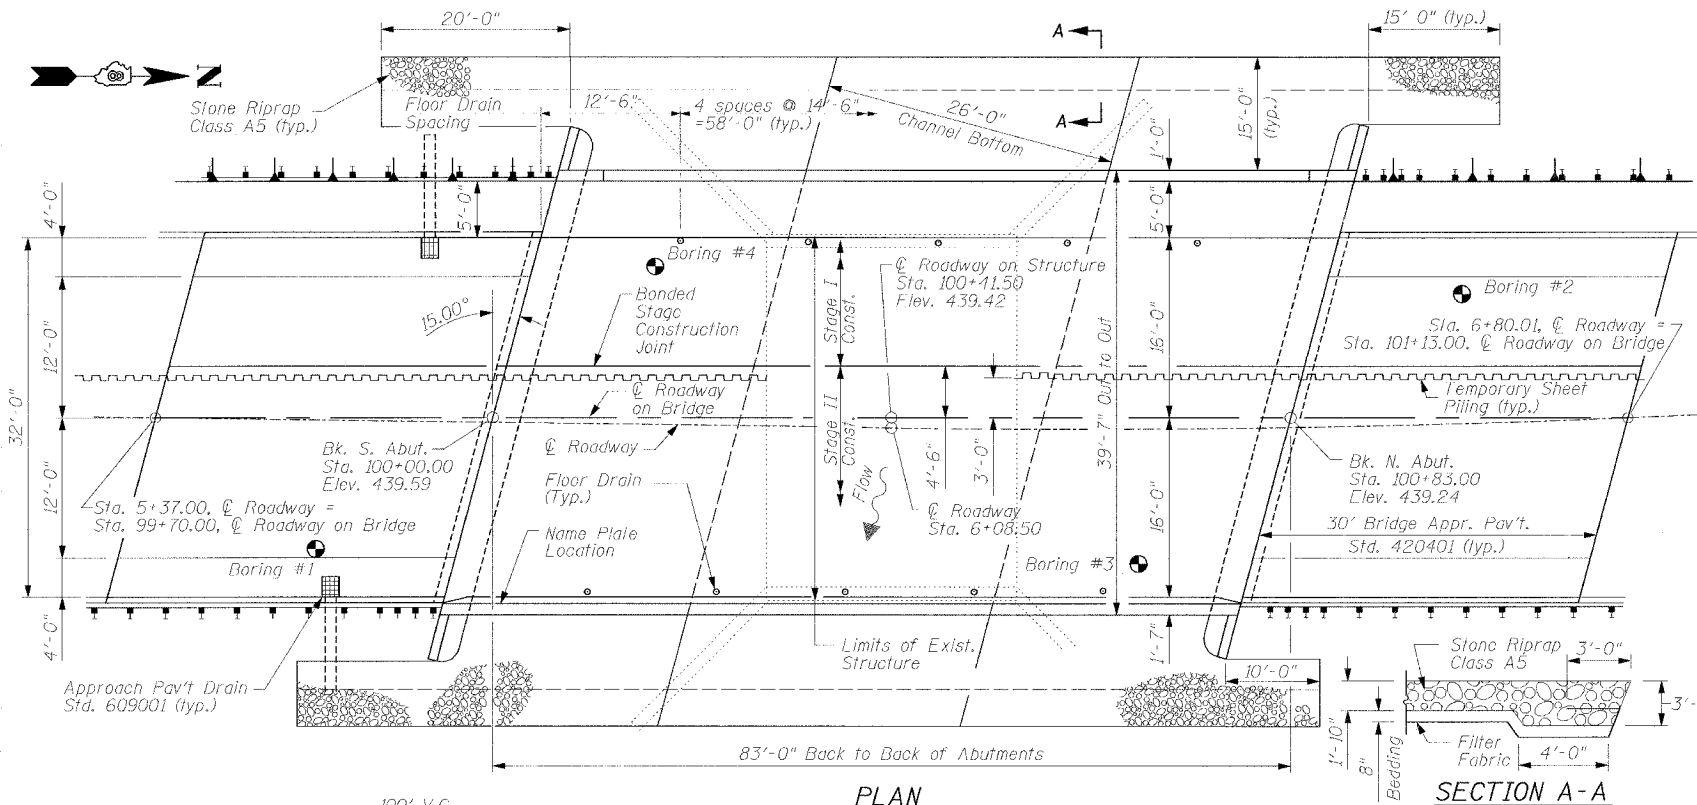 20'-0"
A
15' 0" (typ.)
Stone Riprap
Class A5 (typ.)
Floor Drain
Spacing
12'-6"
4 spaces @ 14'-6"
=58'-0" (typ.)
26'-0"
Channel Bottom
A
15'-0"
(typ.)
1'-0"
4'-0"
5'-0"
5'-0"
Boring #4
℄ Roadway on Structure
Sta. 100+41.50
Elev. 439.42
Boring #2
Bonded
Stage
Construction
Joint
15.00°
Stage I
Const.
16'-0"
Sta. 6+80.01, ℄ Roadway =
Sta. 101+13.00, ℄ Roadway on Bridge
12'-0"
32'-0"
℄ Roadway
on Bridge
Temporary Sheet
Piling (typ.)
39'-7" Out to Out
Stage II
Const.
Bk. S. Abut.
Sta. 100+00.00
Elev. 439.59
℄ Roadway
4'-6"
3'-0"
Bk. N. Abut.
Sta. 100+83.00
Elev. 439.24
12'-0"
Floor Drain
(Typ.)
Flow
Sta. 5+37.00, ℄ Roadway =
Sta. 99+70.00, ℄ Roadway on Bridge
℄ Roadway
Sta. 6+08.50
16'-0"
30' Bridge Appr. Pav't.
Std. 420401 (typ.)
Name Plate
Location
Boring #1
Boring #3
4'-0"
1'-7"
Limits of Exist.
Structure
Stone Riprap
Class A5
3'-0"
10'-0"
Approach Pav't Drain
Std. 609001 (typ.)
3'-
1'-10"
8"
Bedding
Filter
Fabric
4'-0"
83'-0" Back to Back of Abutments
PLAN
SECTION A-A
100' V.C.